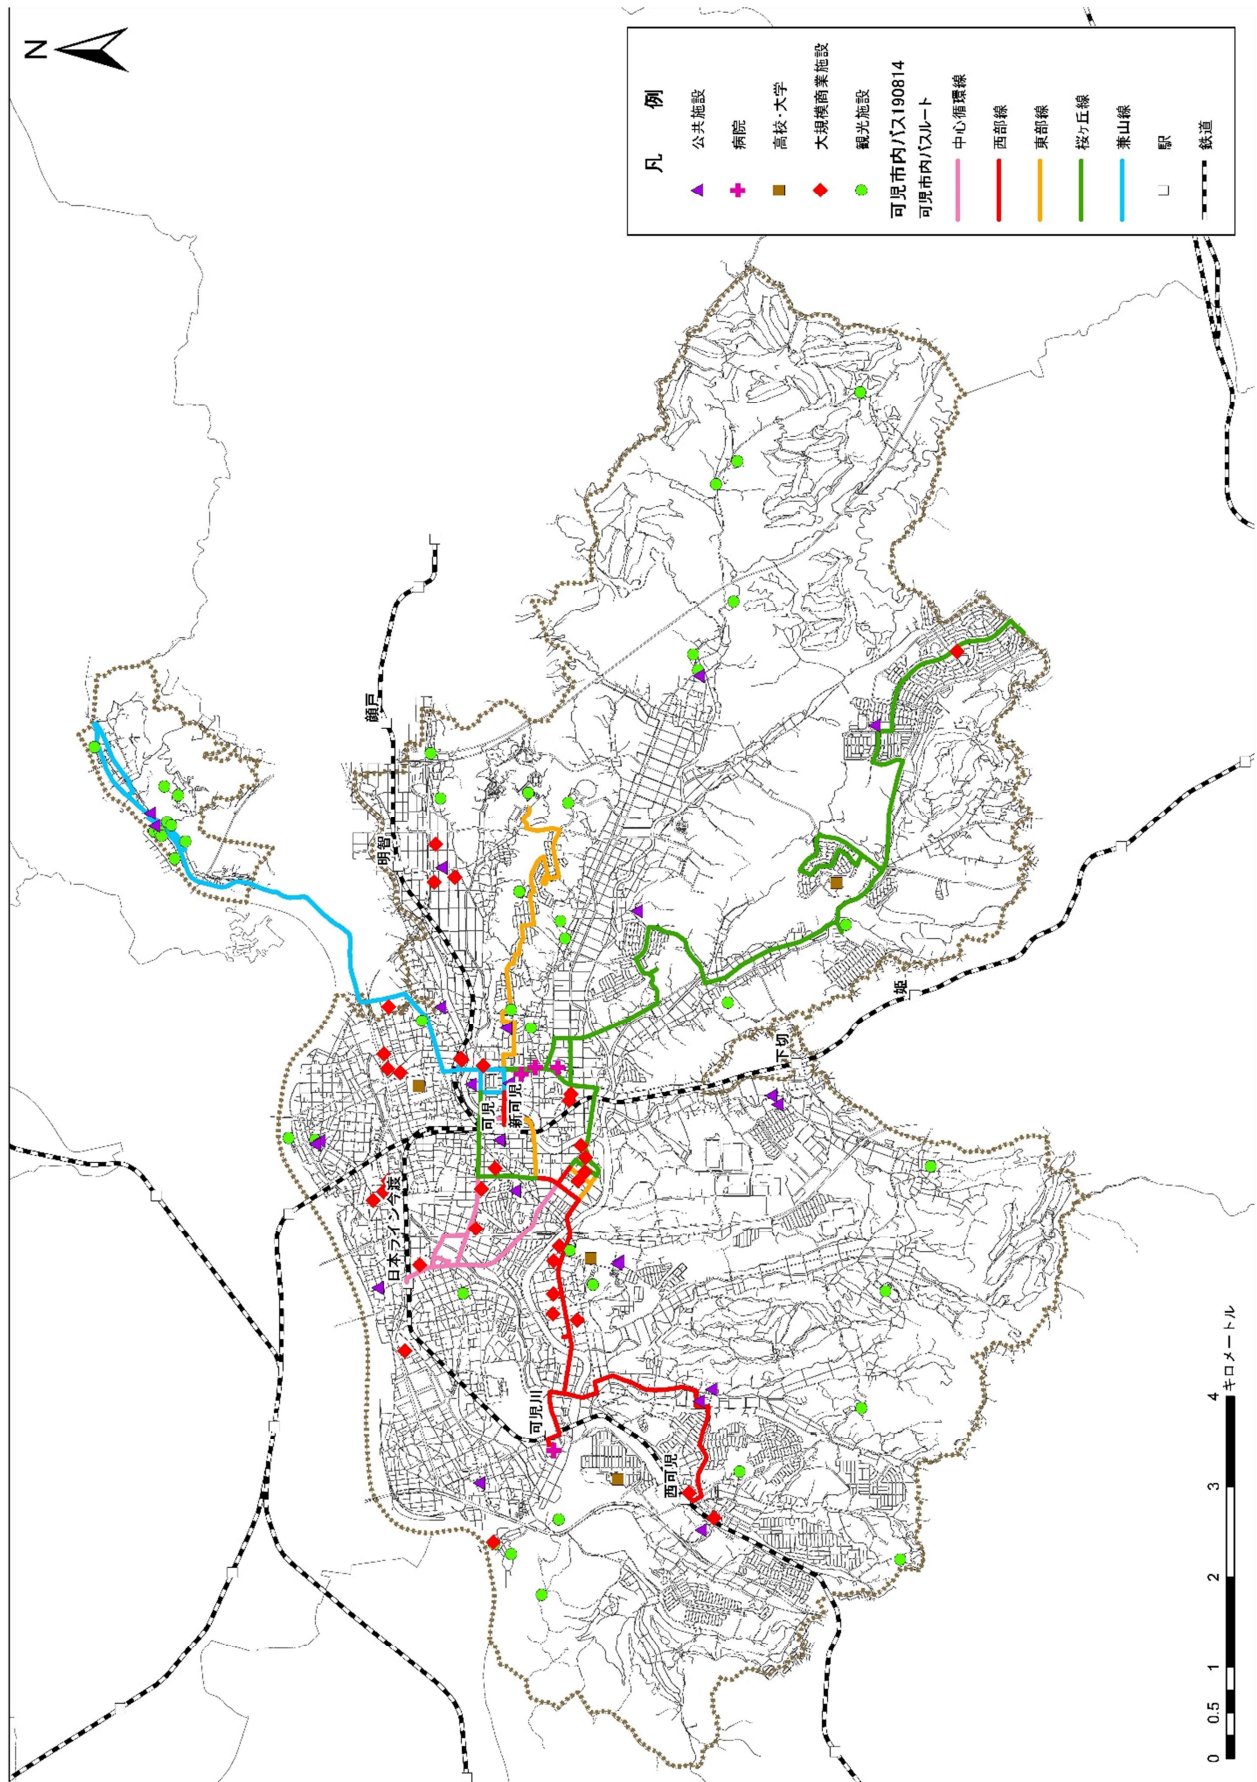 N
凡 例
公共施設
病院
高校・大学
大規模商業施設
観光施設
可児市内バス190814
可児市内バスルート
中心循環線
西部線
東部線
桜ヶ丘線
兼山線
駅
鉄道
顔戸
明智
可児
新可児
日本ライン今渡
可児川
西可児
下切
姫
0 0.5 1 2 3 4
キロメートル